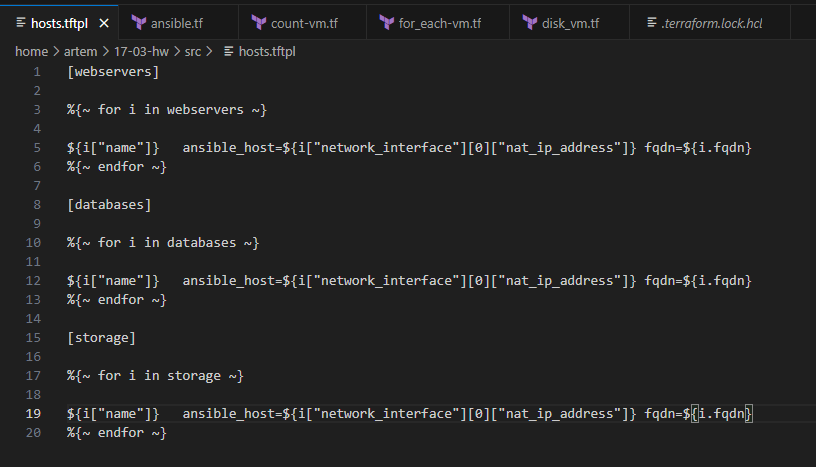 hosts.tftpl ansible.tf count-vm.tf for_each-vm.tf disk_vm.tf .terraform.lock.hcl
home > artem > 17-03-hw > src > hosts.tftpl
1 [webservers]
2
3 %{~ for i in webservers ~}
4
5 ${i["name"]}   ansible_host=${i["network_interface"][0]["nat_ip_address"]} fqdn=${i.fqdn}
6 %{~ endfor ~}
7
8 [databases]
9
10 %{~ for i in databases ~}
11
12 ${i["name"]}   ansible_host=${i["network_interface"][0]["nat_ip_address"]} fqdn=${i.fqdn}
13 %{~ endfor ~}
14
15 [storage]
16
17 %{~ for i in storage ~}
18
19 ${i["name"]}   ansible_host=${i["network_interface"][0]["nat_ip_address"]} fqdn=${i.fqdn}
20 %{~ endfor ~}